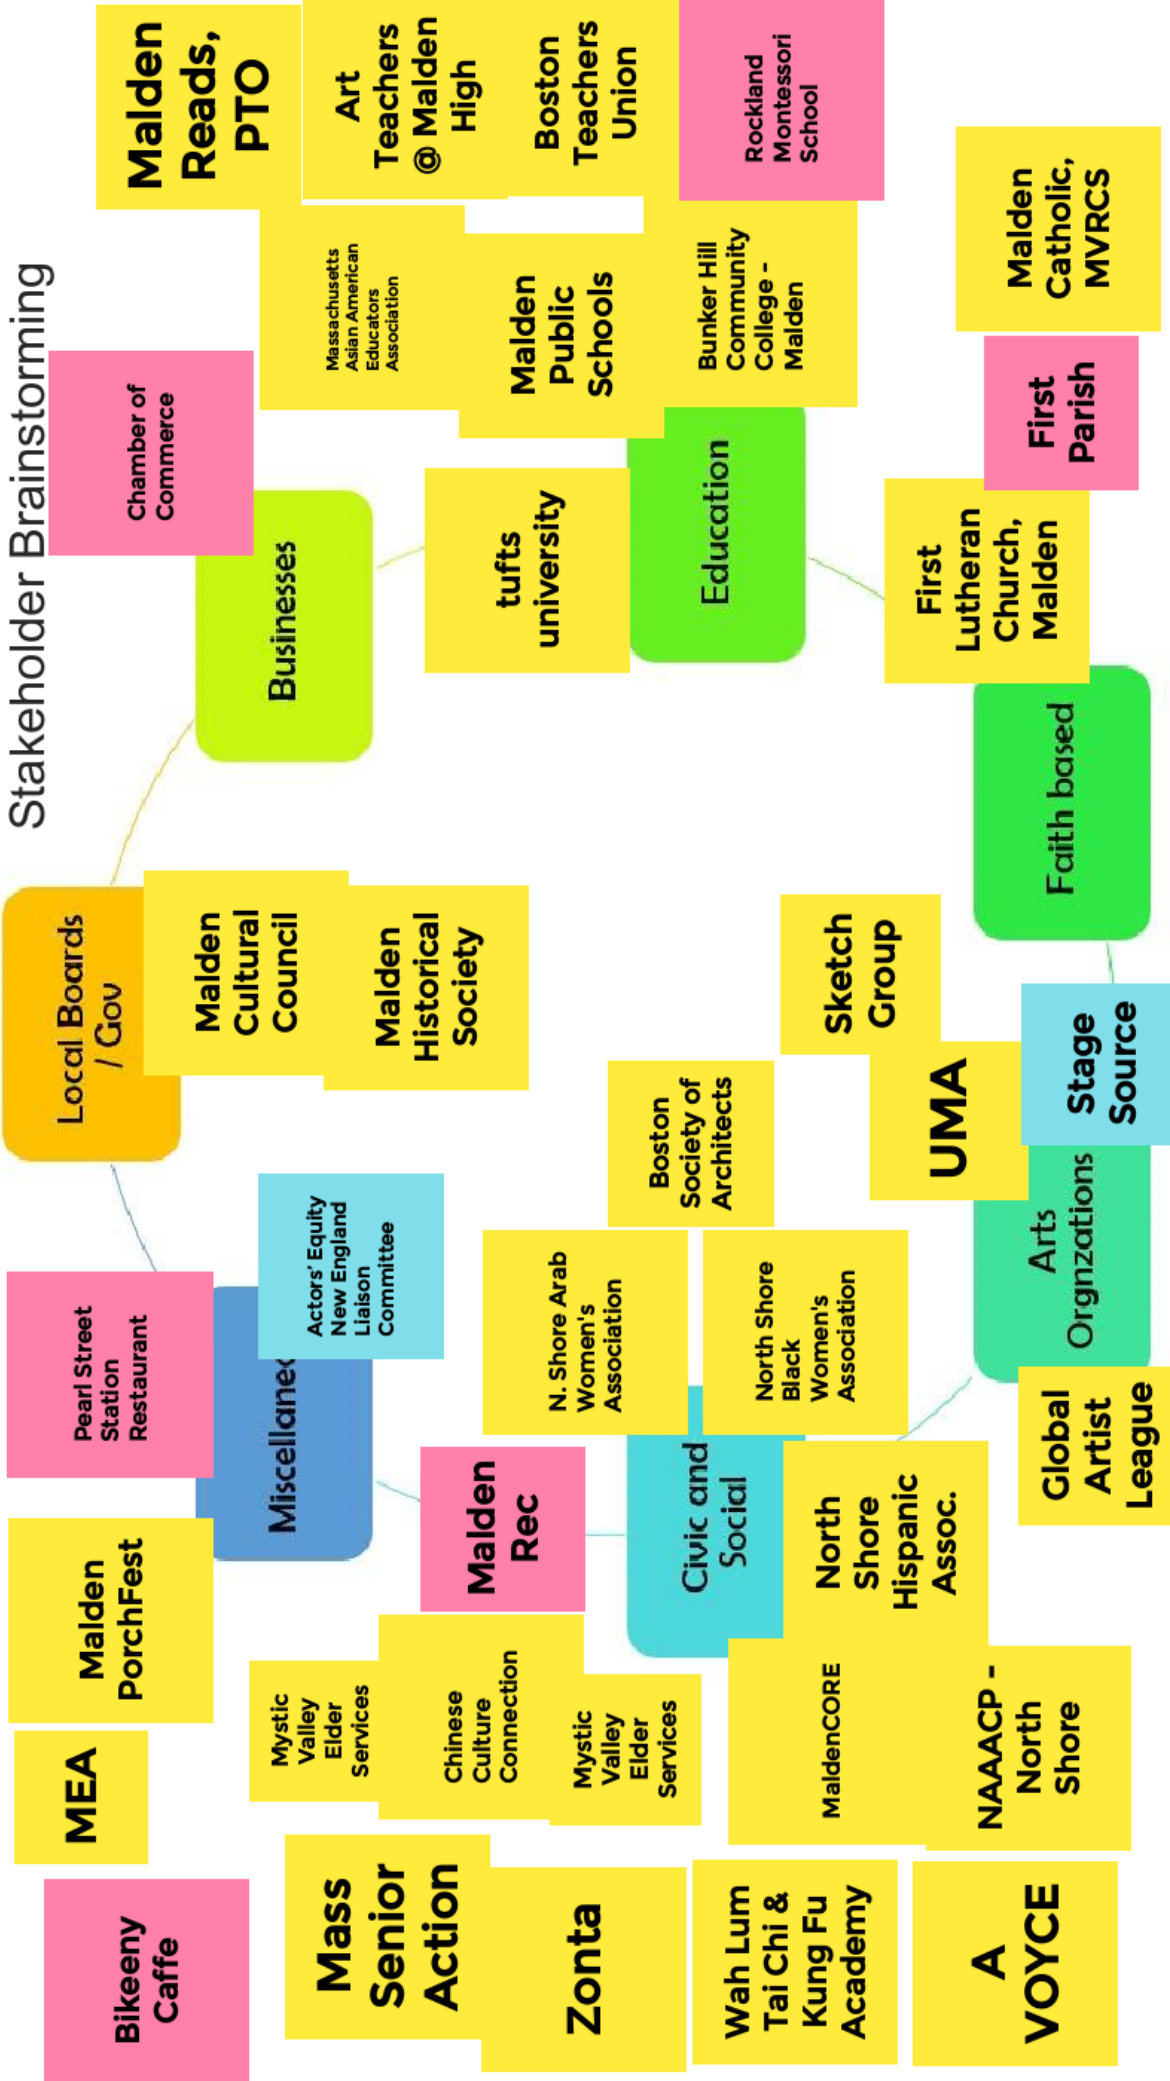 Stakeholder Brainstorming
Bikeeny
Caffe
MEA
Malden
PorchFest
Pearl Street
Station
Restaurant
Local Boards
/ Gov
Chamber of
Commerce
Malden
Reads,
PTO
Mass
Senior
Action
Mystic
Valley
Elder
Services
Miscellanec
Actors' Equity
New England
Liaison
Committee
Malden
Cultural
Council
Malden
Historical
Society
Businesses
Massachusetts
Asian American
Educators
Association
Art
Teachers
@ Malden
High
Chinese
Culture
Connection
Malden
Rec
tufts
university
Malden
Public
Schools
Boston
Teachers
Union
Zonta
Mystic
Valley
Elder
Services
N. Shore Arab
Women's
Association
Boston
Society of
Architects
Civic and
Social
Education
Bunker Hill
Community
College -
Malden
Rockland
Montessori
School
Wah Lum
Tai Chi &
Kung Fu
Academy
MaldenCORE
North
Shore
Hispanic
Assoc.
North Shore
Black
Women's
Association
Sketch
Group
UMA
First
Lutheran
Church,
Malden
A
VOYCE
NAAACP -
North
Shore
Global
Artist
League
Arts
Orgnzations
Stage
Source
Faith based
First
Parish
Malden
Catholic,
MVRCS